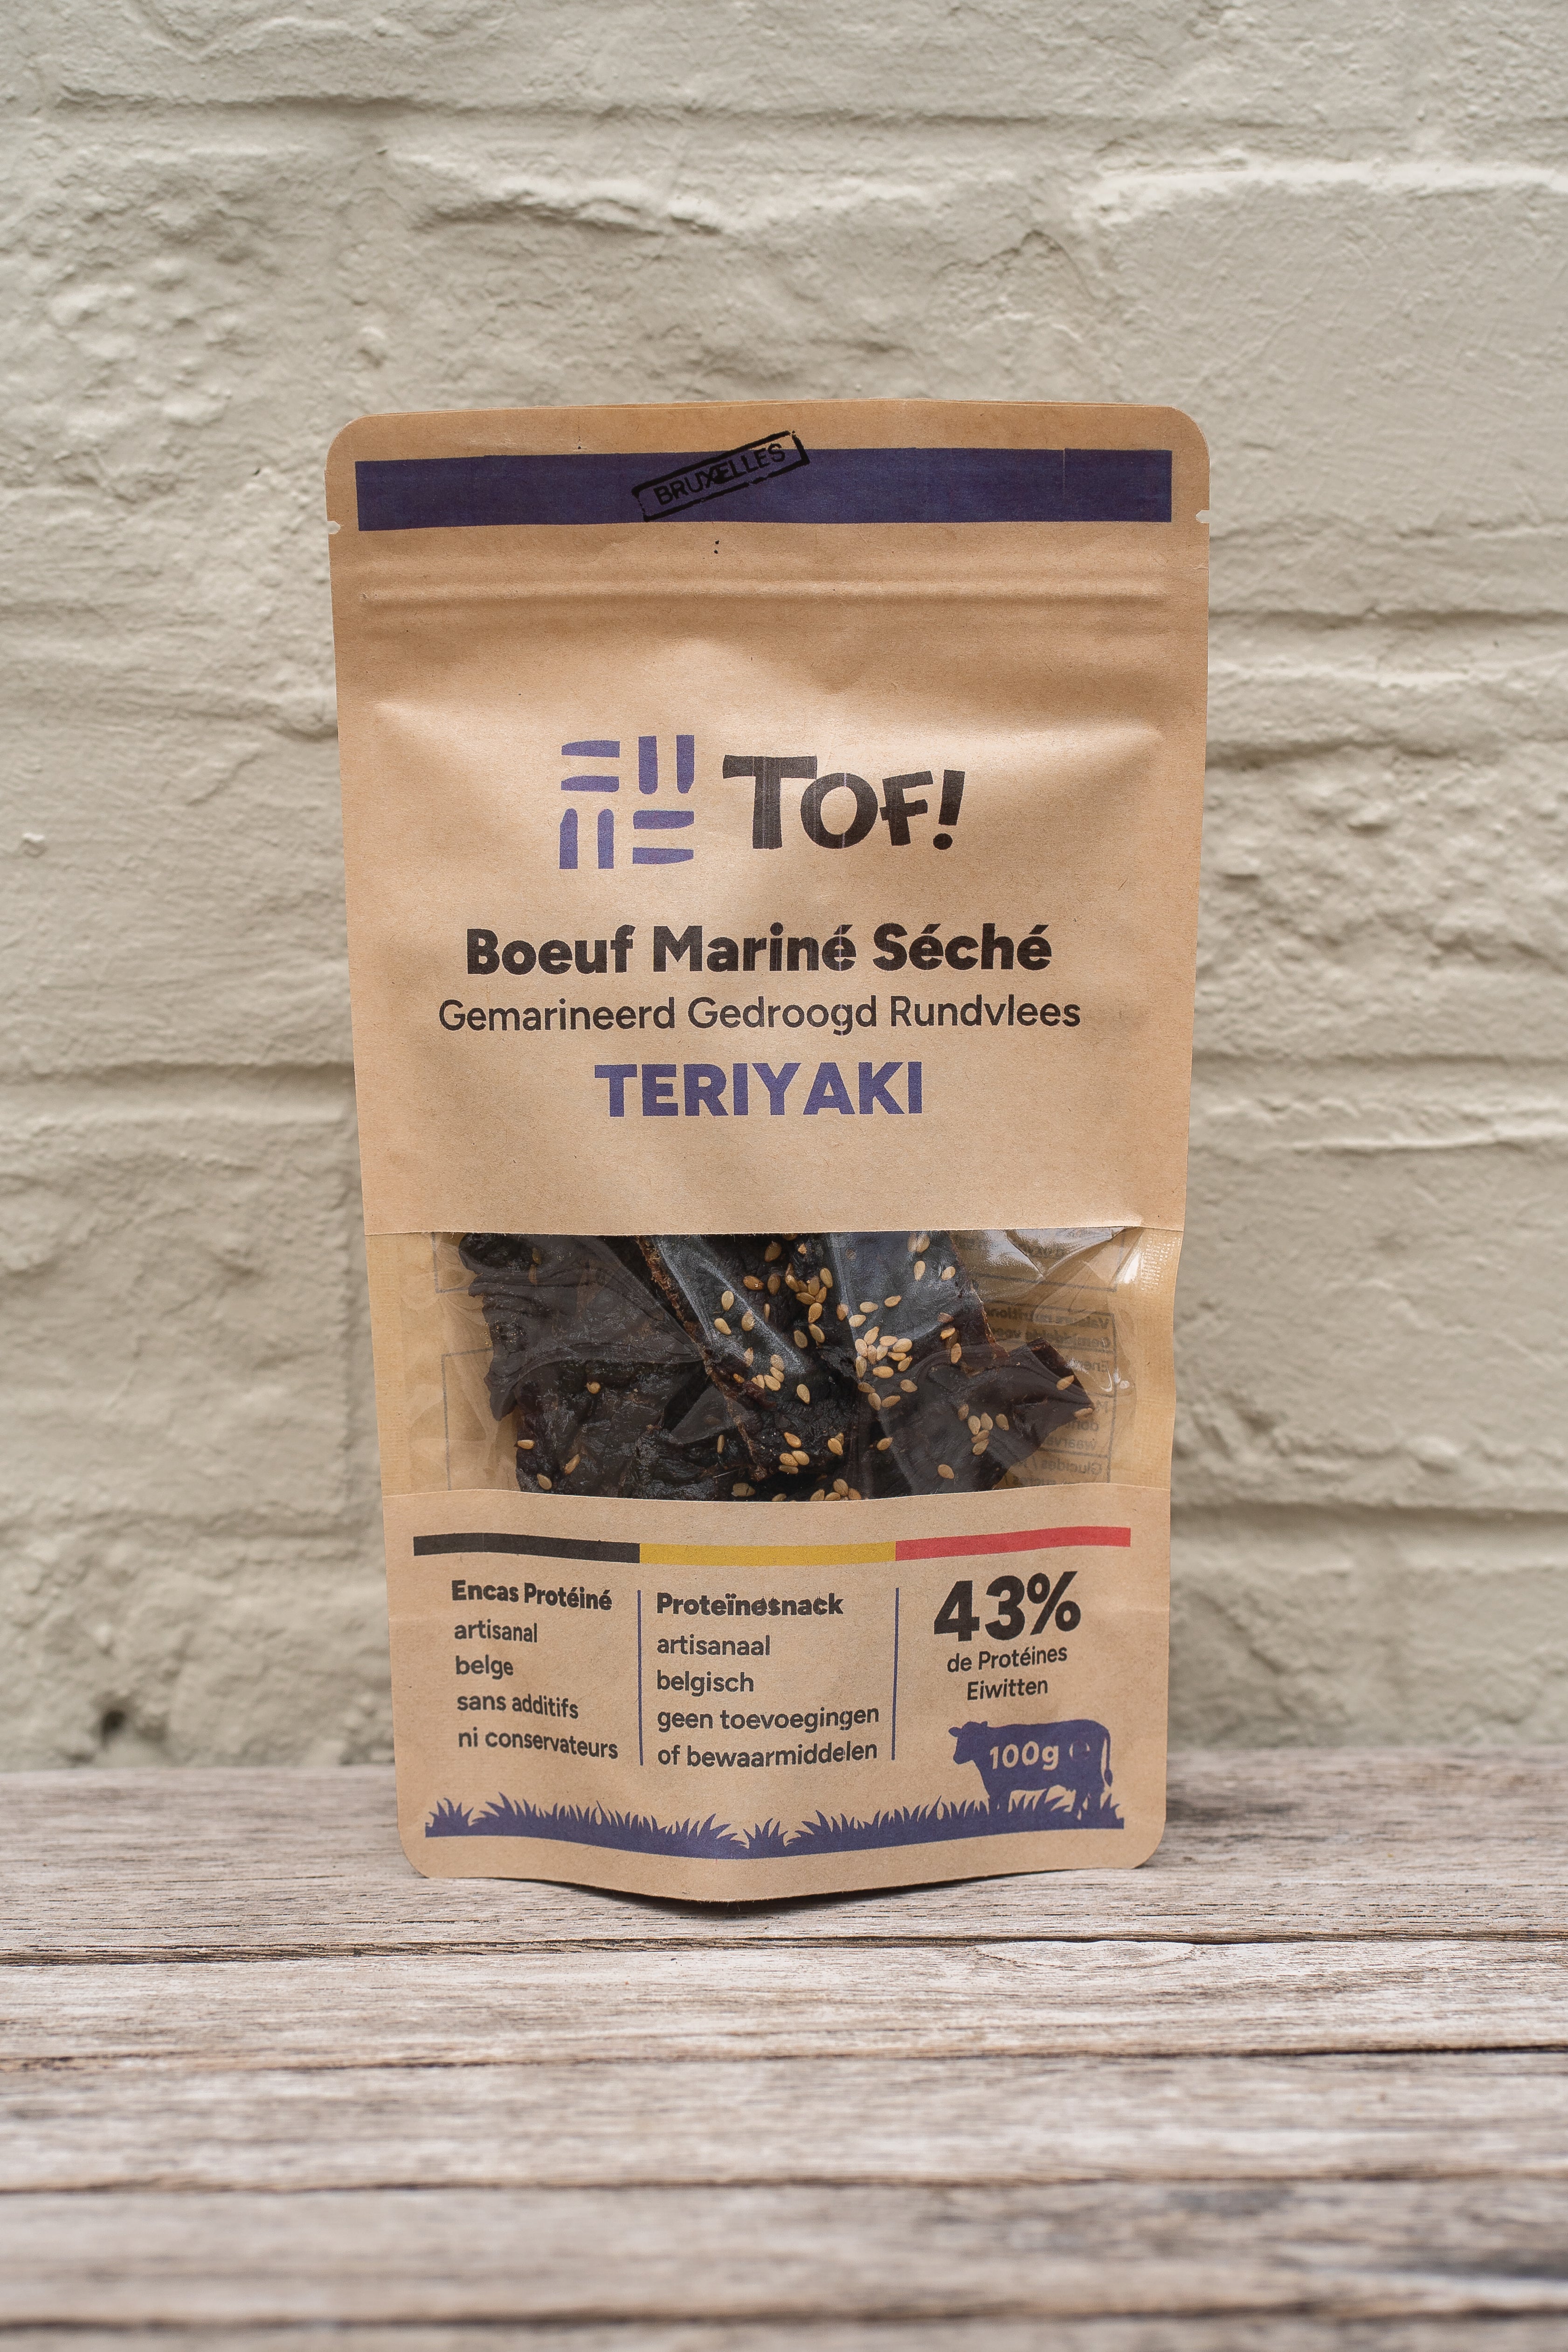 BRUXELLES
TOF!
Boeuf Mariné Séché
Gemarineerd Gedroogd Rundvlees
TERIYAKI
Encas Protéiné
artisanal
belge
sans additifs
ni conservateurs
Proteïnesnack
artisanaal
belgisch
geen toevoegingen
of bewaarmiddelen
43%
de Protéines
Eiwitten
100g e